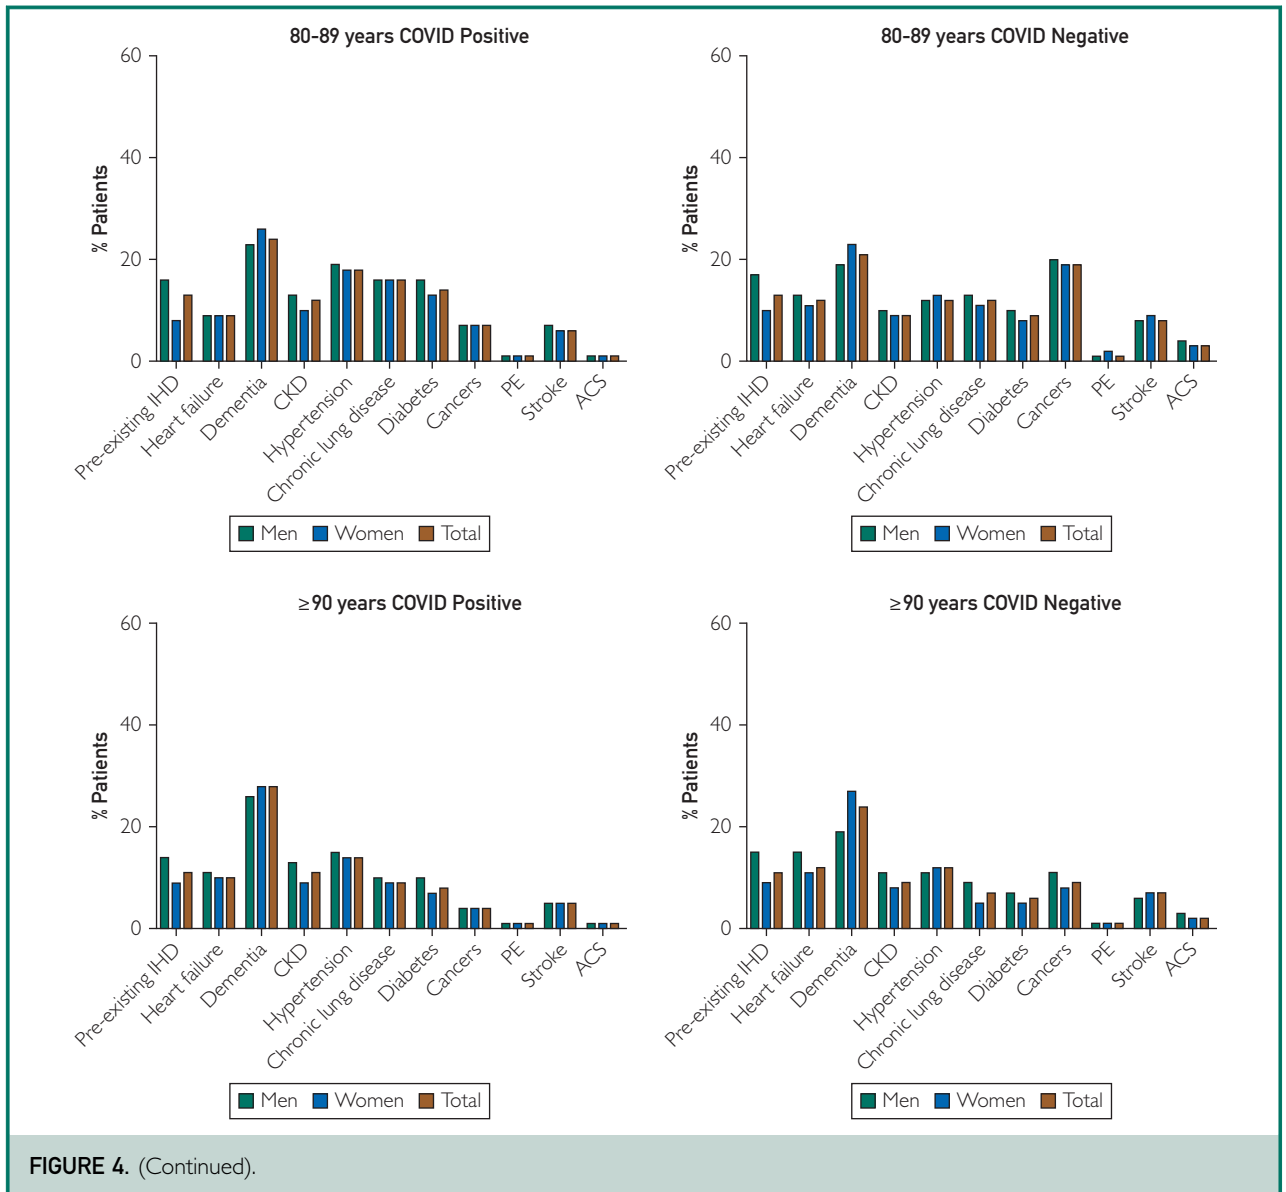 80-89 years COVID Positive
60
40
20
0
% Patients
Pre-existing IHD
Heart failure
Dementia
CKD
Hypertension
Chronic lung disease
Diabetes
Cancers
PE
Stroke
ACS
Men Women Total
80-89 years COVID Negative
60
40
20
0
% Patients
Pre-existing IHD
Heart failure
Dementia
CKD
Hypertension
Chronic lung disease
Diabetes
Cancers
PE
Stroke
ACS
Men Women Total
≥90 years COVID Positive
60
40
20
0
% Patients
Pre-existing IHD
Heart failure
Dementia
CKD
Hypertension
Chronic lung disease
Diabetes
Cancers
PE
Stroke
ACS
Men Women Total
≥90 years COVID Negative
60
40
20
0
% Patients
Pre-existing IHD
Heart failure
Dementia
CKD
Hypertension
Chronic lung disease
Diabetes
Cancers
PE
Stroke
ACS
Men Women Total
FIGURE 4. (Continued).